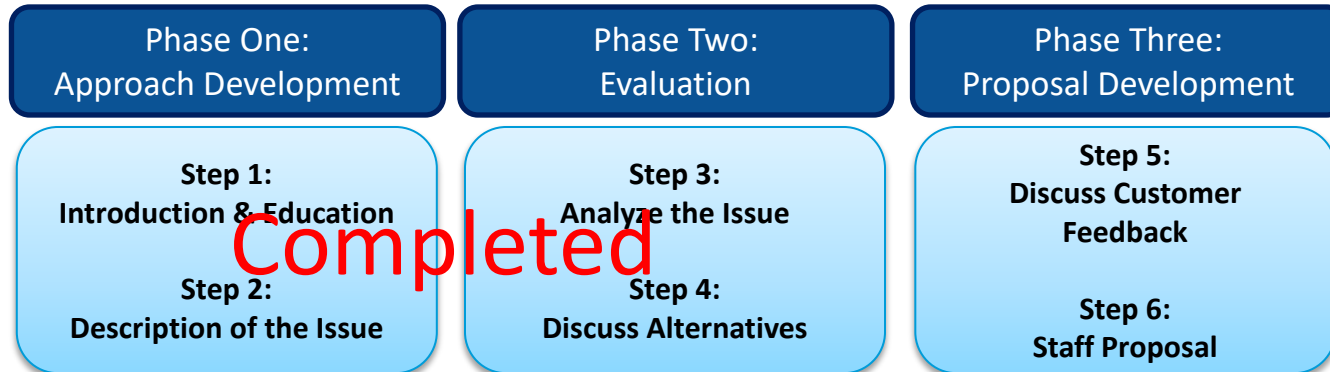 Phase One:
Approach Development
Step 1:
Introduction & Education
Step 2:
Description of the Issue
Phase Two:
Evaluation
Step 3:
Analyze the Issue
Step 4:
Discuss Alternatives
Completed
Phase Three:
Proposal Development
Step 5:
Discuss Customer
Feedback
Step 6:
Staff Proposal